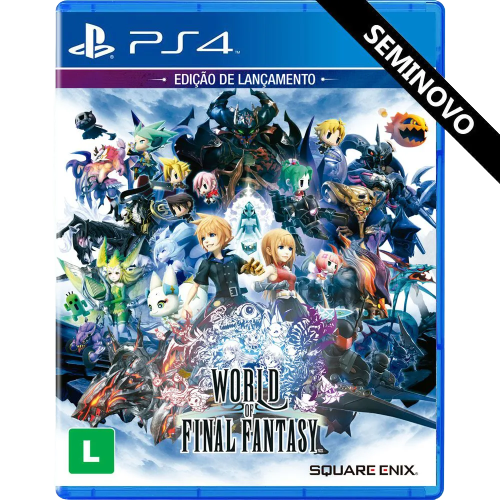 PS4
SEMINOVO
EDIÇÃO DE LANÇAMENTO
WORLD
OF
FINAL FANTASY
L
SQUARE ENIX